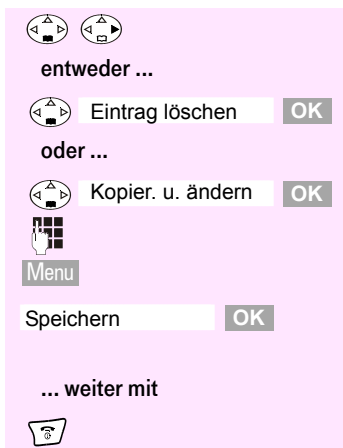 entweder ...
Eintrag löschen OK
oder ...
Kopier. u. ändern OK
Menu
Speichern OK
... weiter mit